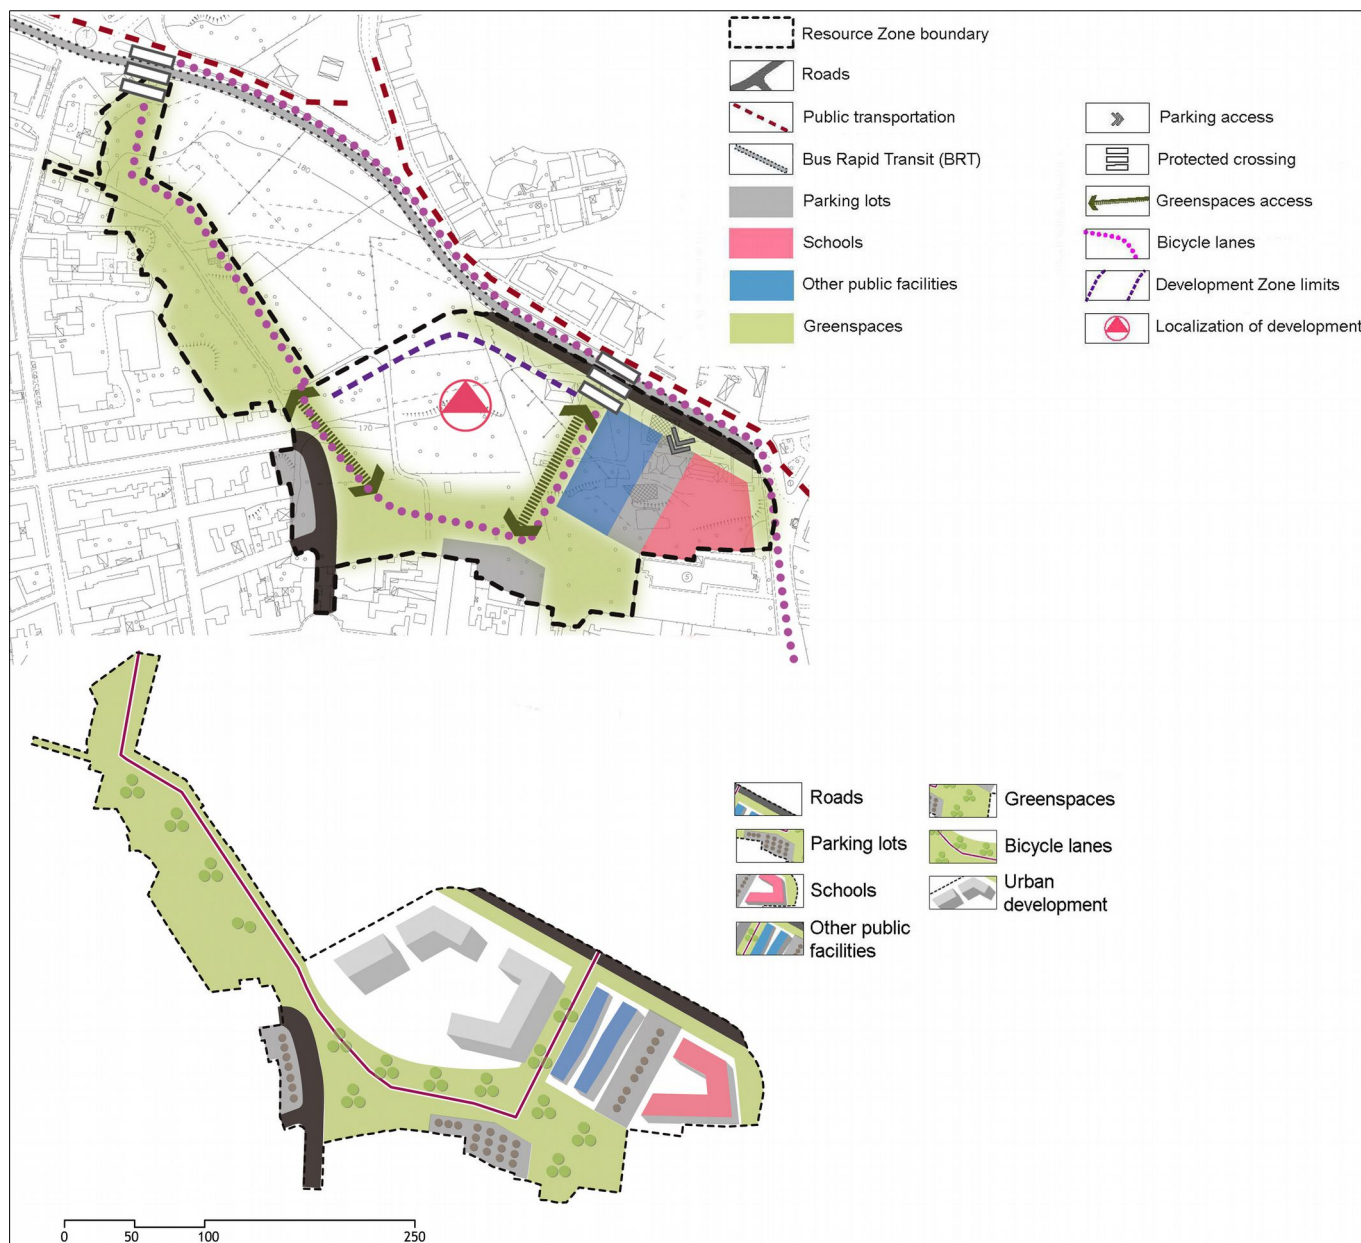 Resource Zone boundary
Roads
Public transportation
Bus Rapid Transit (BRT)
Parking lots
Schools
Other public facilities
Greenspaces
Parking access
Protected crossing
Greenspaces access
Bicycle lanes
Development Zone limits
Localization of development
180
170
S
Roads
Parking lots
Schools
Other public
facilities
Greenspaces
Bicycle lanes
Urban
development
0
50
100
250